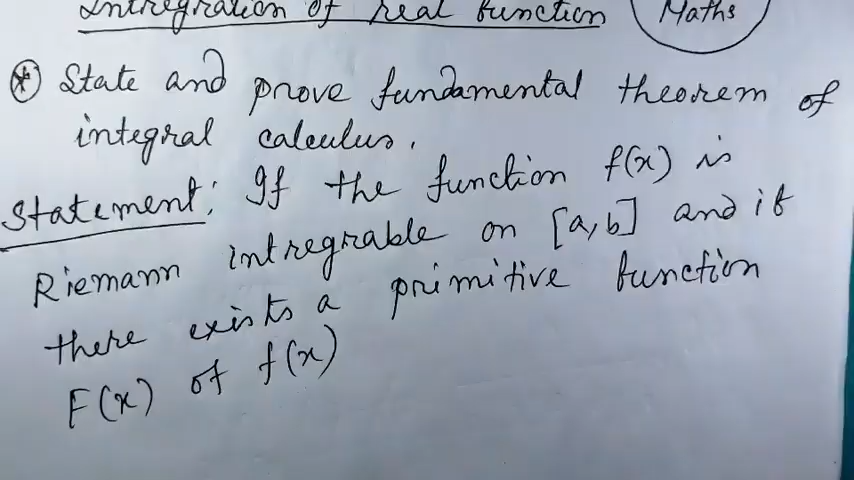 Intregration of real function
Maths
* State and prove fundamental theorem of
integral calculus.
Statement: If the function f(x) is
Riemann intregrable on [a,b] and if
there exists a primitive function
F(x) of f(x)